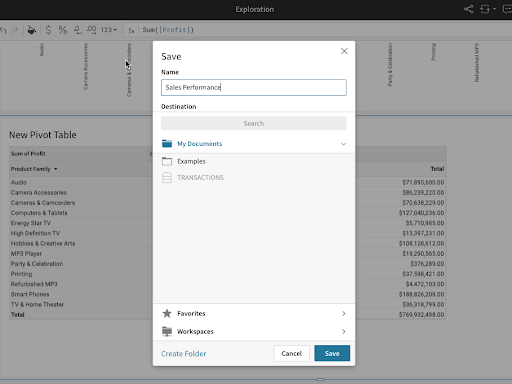 Exploration
123
fx Sum([Profit])
Audio
Camera Accessories
Party & Celebration
Printing
Refurbished MP3
Save
Name
Sales Performance
Destination
Search
My Documents
Examples
TRANSACTIONS
Favorites
Workspaces
Create Folder
Cancel
Save
New Pivot Table
Sum of Profit
Product Family
Total
Audio $71,895,600.00
Camera Accessories $86,239,220.00
Cameras & Camcorders $70,638,229.00
Computers & Tablets $127,040,236.00
Energy Star TV $5,710,985.00
High Definition TV $13,397,231.00
Hobbies & Creative Arts $108,128,612.00
MP3 Player $19,290,565.00
Party & Celebration $376,289.00
Printing $37,598,421.00
Refurbished MP3 $4,472,103.00
Smart Phones $188,826,208.00
TV & Home Theater $36,318,799.00
Total $769,932,498.00